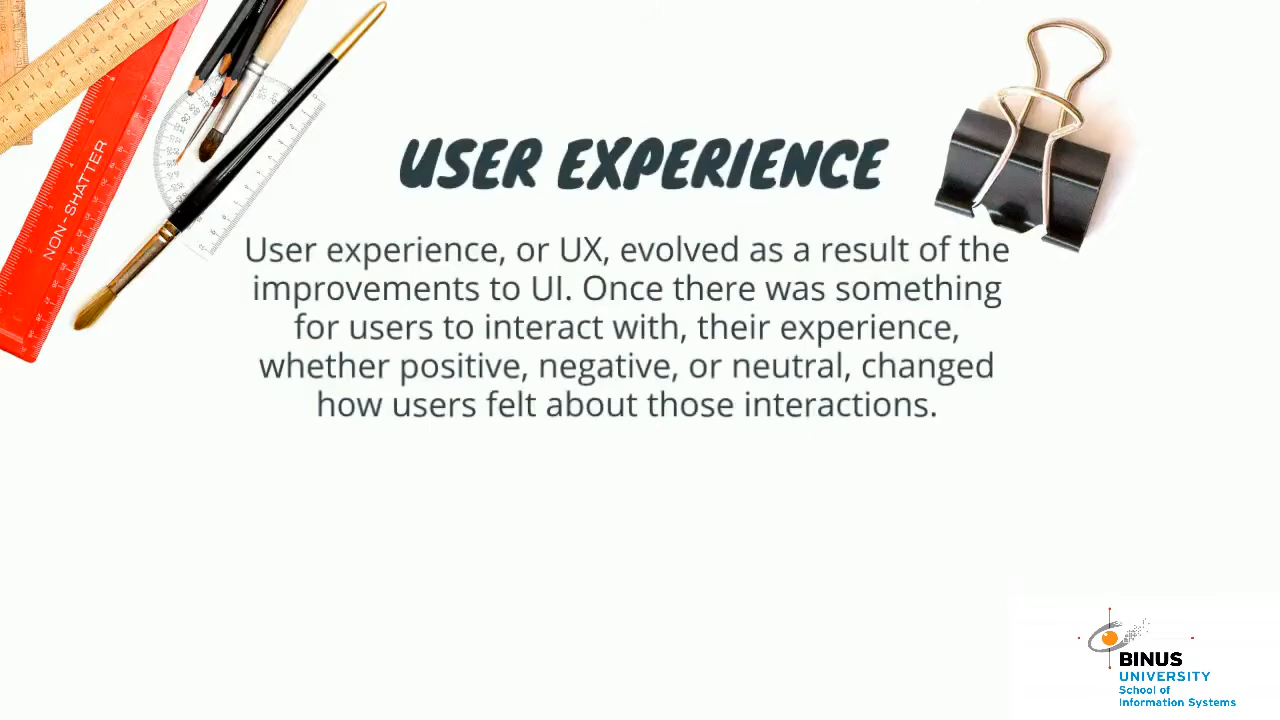 NON-SHATTER
USER EXPERIENCE
User experience, or UX, evolved as a result of the
improvements to UI. Once there was something
for users to interact with, their experience,
whether positive, negative, or neutral, changed
how users felt about those interactions.
BINUS
UNIVERSITY
School of
Information Systems